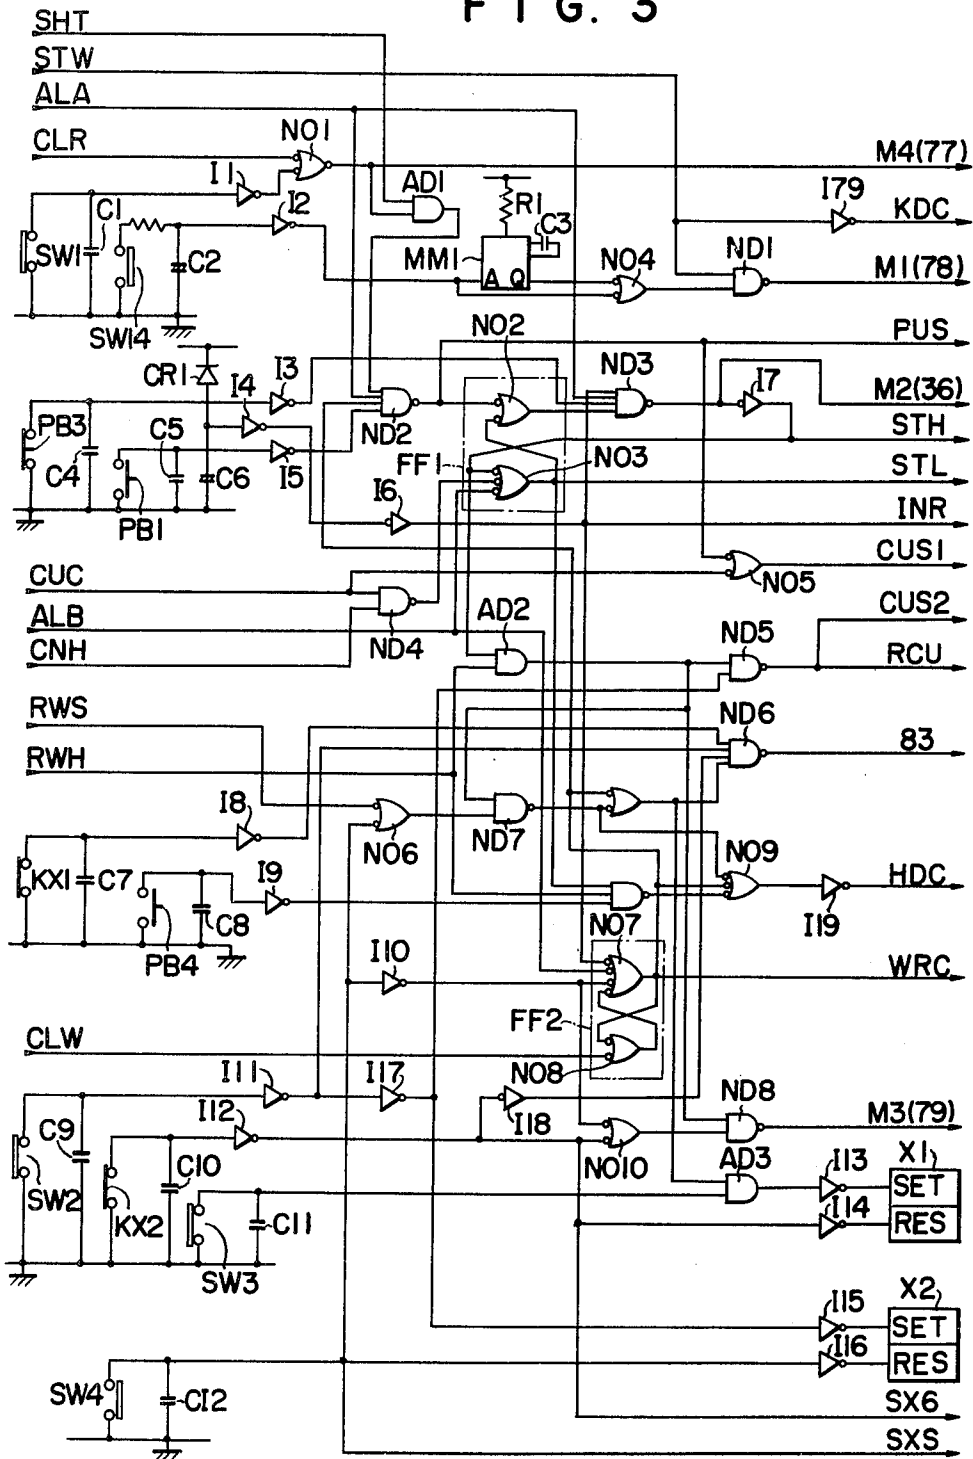 FIG. 3
SHT
STW
ALA
CLR
NO1
M4(77)
I1
C1
AD1
I79
KDC
I2
R1
C3
SW1
C2
MM1
A Q
NO4
ND1
M1(78)
SW14
NO2
PUS
CR1
I3
I4
ND3
I7
M2(36)
PB3
C4
C5
C6
ND2
I5
STH
FF1
NO3
STL
PB1
I6
INR
CUS1
NO5
CUC
ALB
CNH
ND4
AD2
CUS2
ND5
RCU
RWS
RWH
ND6
83
I8
NO6
ND7
NO9
KX1
C7
C8
I9
HDC
I19
PB4
NO7
I10
WRC
FF2
CLW
NO8
I11
I17
I12
I18
ND8
M3(79)
C9
NO10
SW2
C10
KX2
C11
AD3
I13
X1
SET
I14
RES
SW3
X2
I15
SET
I16
RES
SW4
C12
SX6
SXS